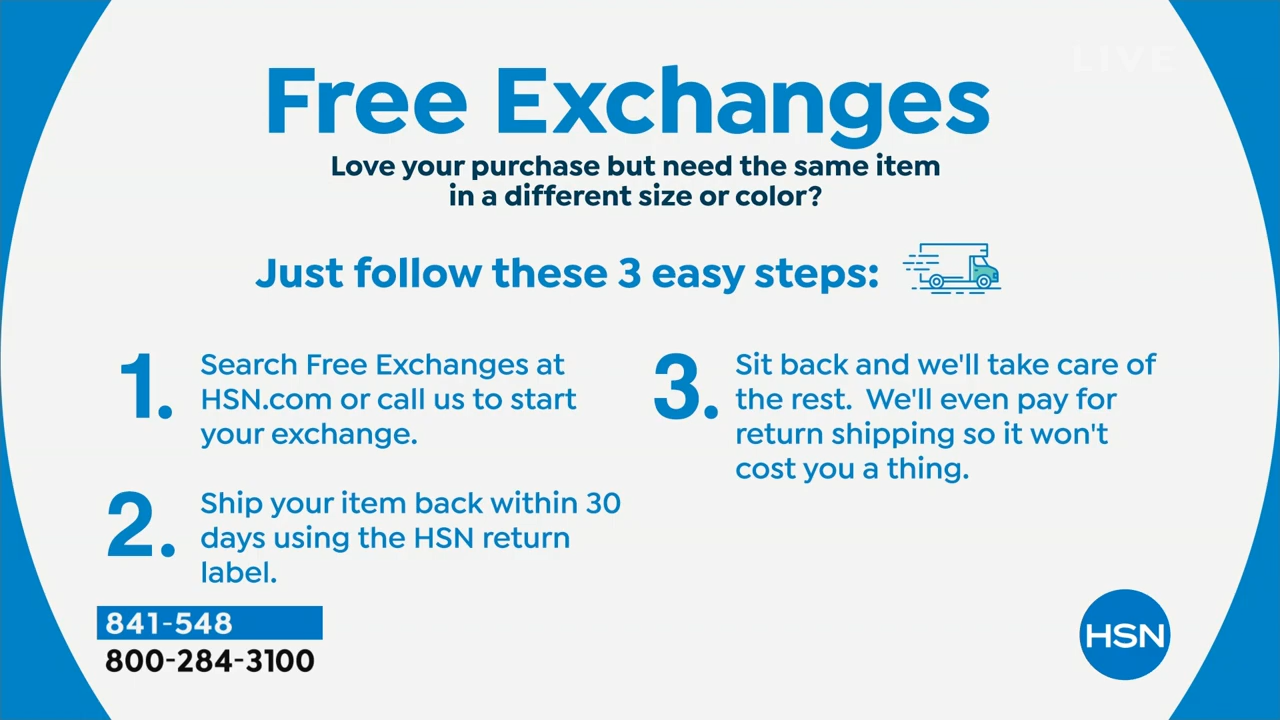 LIVE
Free Exchanges
Love your purchase but need the same item
in a different size or color?
Just follow these 3 easy steps:
1. Search Free Exchanges at
HSN.com or call us to start
your exchange.
2. Ship your item back within 30
days using the HSN return
label.
3. Sit back and we'll take care of
the rest. We'll even pay for
return shipping so it won't
cost you a thing.
841-548
800-284-3100
HSN